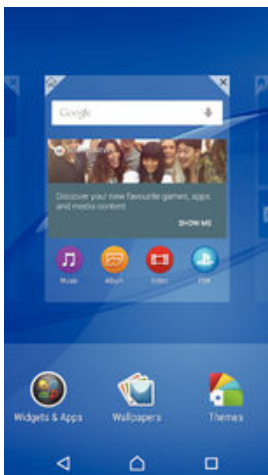 Google
Discover your new favourite games, apps
and media content
SHOW ME
Music
Album
Video
PSN
Widgets & Apps
Wallpapers
Themes